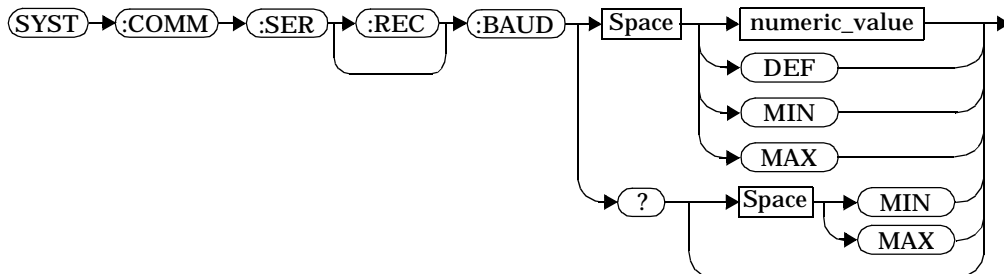 SYST :COMM :SER :REC :BAUD Space numeric_value
DEF
MIN
MAX
? Space MIN
MAX